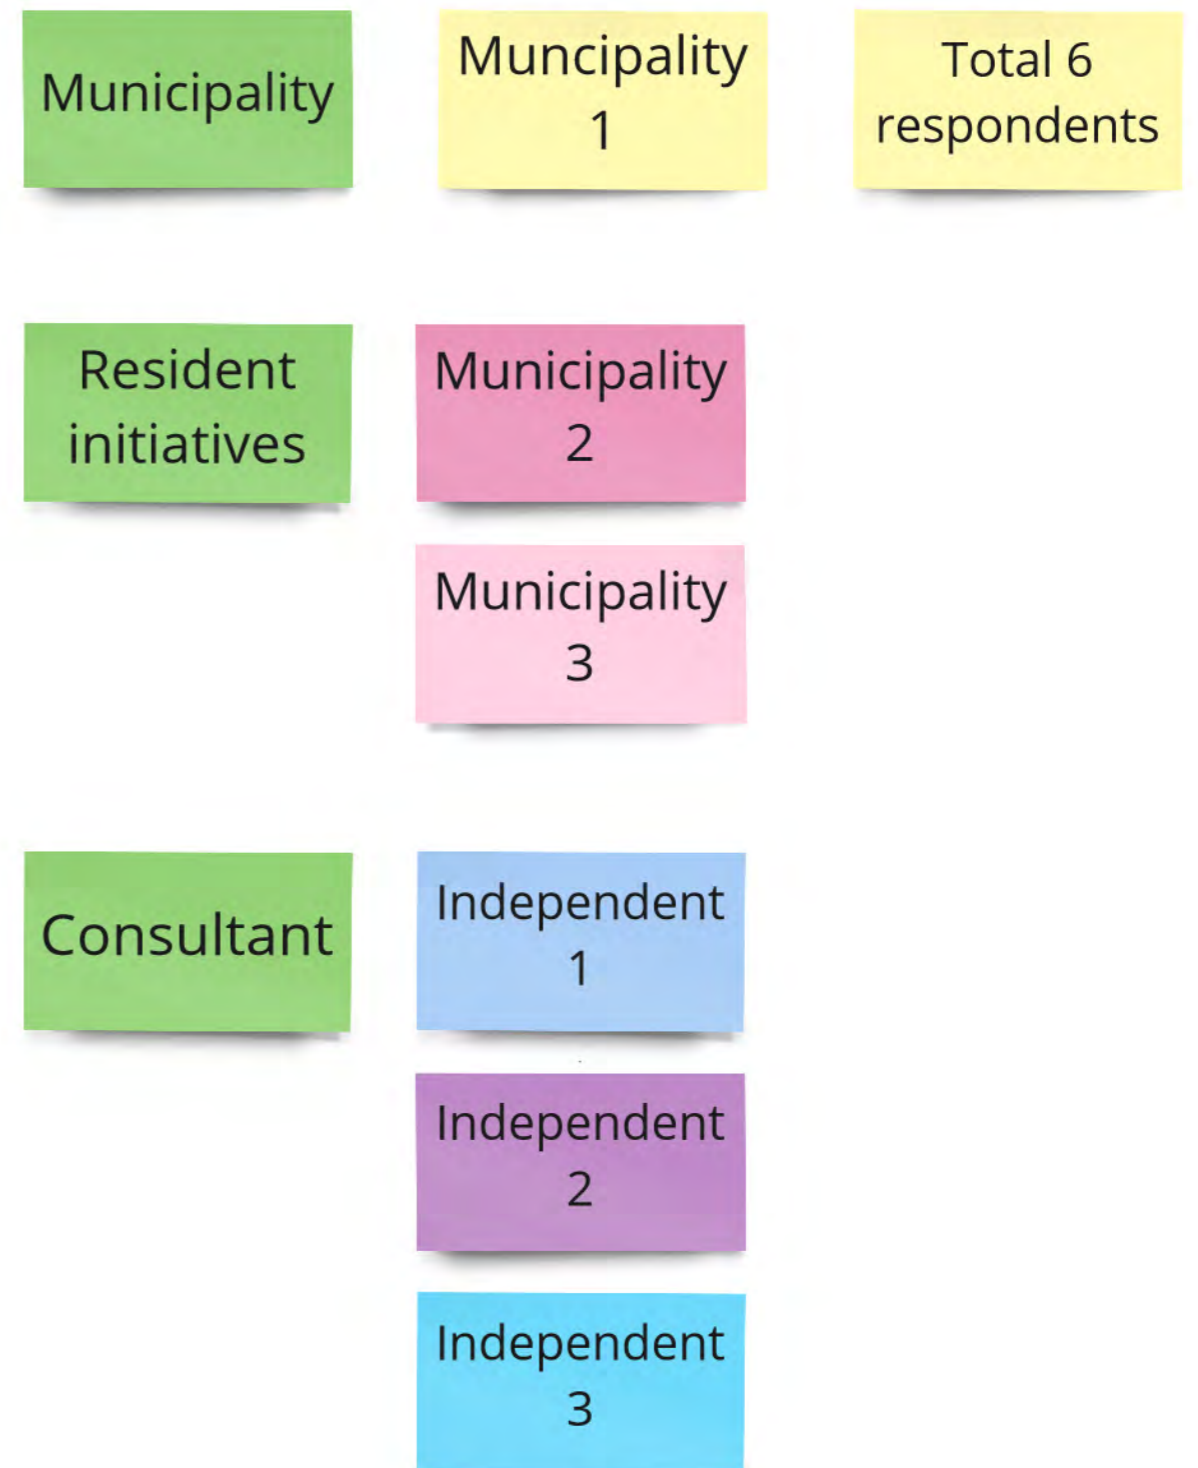 Municipality
Muncipality
1
Total 6
respondents
Resident
initiatives
Municipality
2
Municipality
3
Consultant
Independent
1
Independent
2
Independent
3